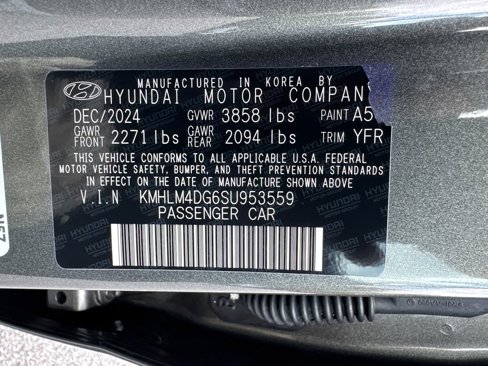 MANUFACTURED IN KOREA BY
HYUNDAI MOTOR COMPANY
DEC/2024 GVWR 3858 lbs PAINT A5
GAWR FRONT 2271 lbs GAWR REAR 2094 lbs TRIM YFR
THIS VEHICLE CONFORMS TO ALL APPLICABLE U.S.A. FEDERAL
MOTOR VEHICLE SAFETY, BUMPER, AND THEFT PREVENTION STANDARDS
IN EFFECT ON THE DATE OF MANUFACTURE SHOWN ABOVE
V.I.N KMHLM4DG6SU953559
PASSENGER CAR